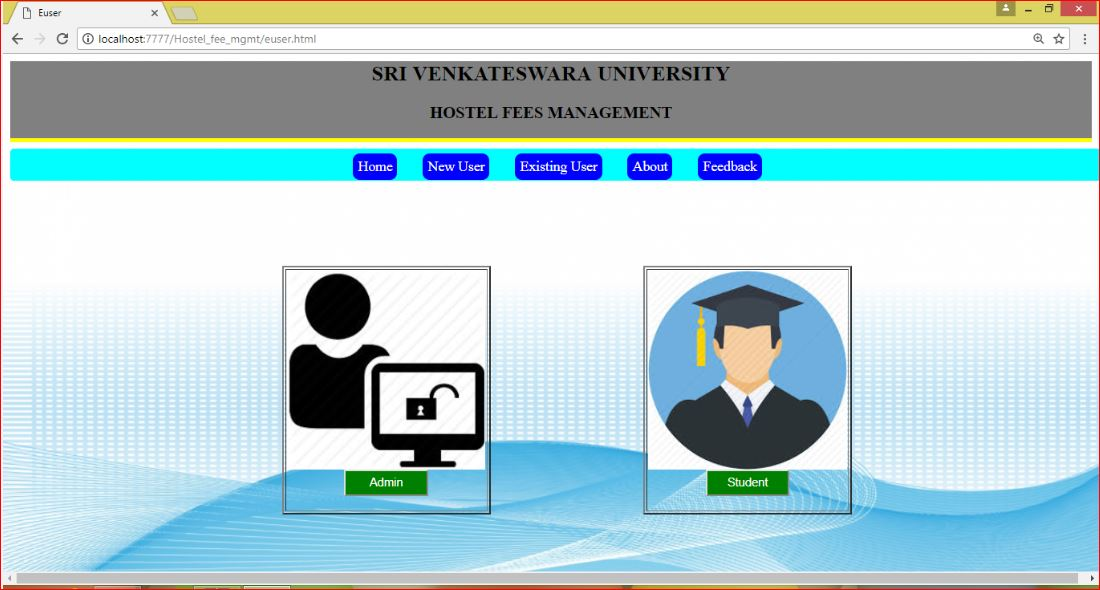 Euser
localhost:7777/Hostel_fee_mgmt/euser.html
SRI VENKATESWARA UNIVERSITY
HOSTEL FEES MANAGEMENT
Home New User Existing User About Feedback
Admin Student